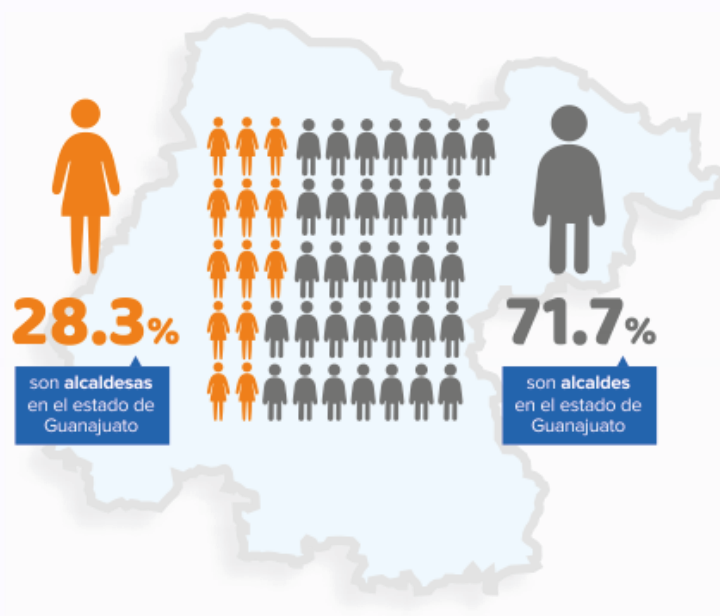 28.3%
son alcaldesas
en el estado de
Guanajuato
71.7%
son alcaldes
en el estado de
Guanajuato